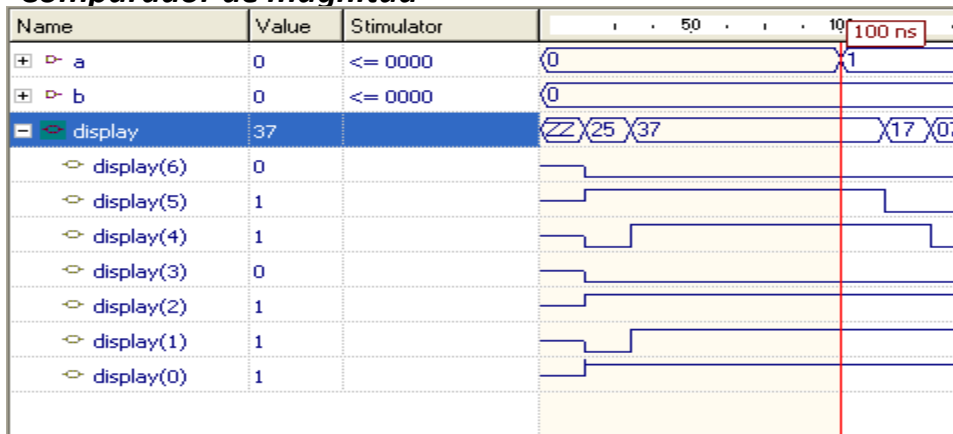 Comparador de magnitud
Name Value Stimulator 50 100 ns
a 0 <= 0000 0 1
b 0 <= 0000 0
display 37 ZZ 25 37 17 07
display(6) 0
display(5) 1
display(4) 1
display(3) 0
display(2) 1
display(1) 1
display(0) 1